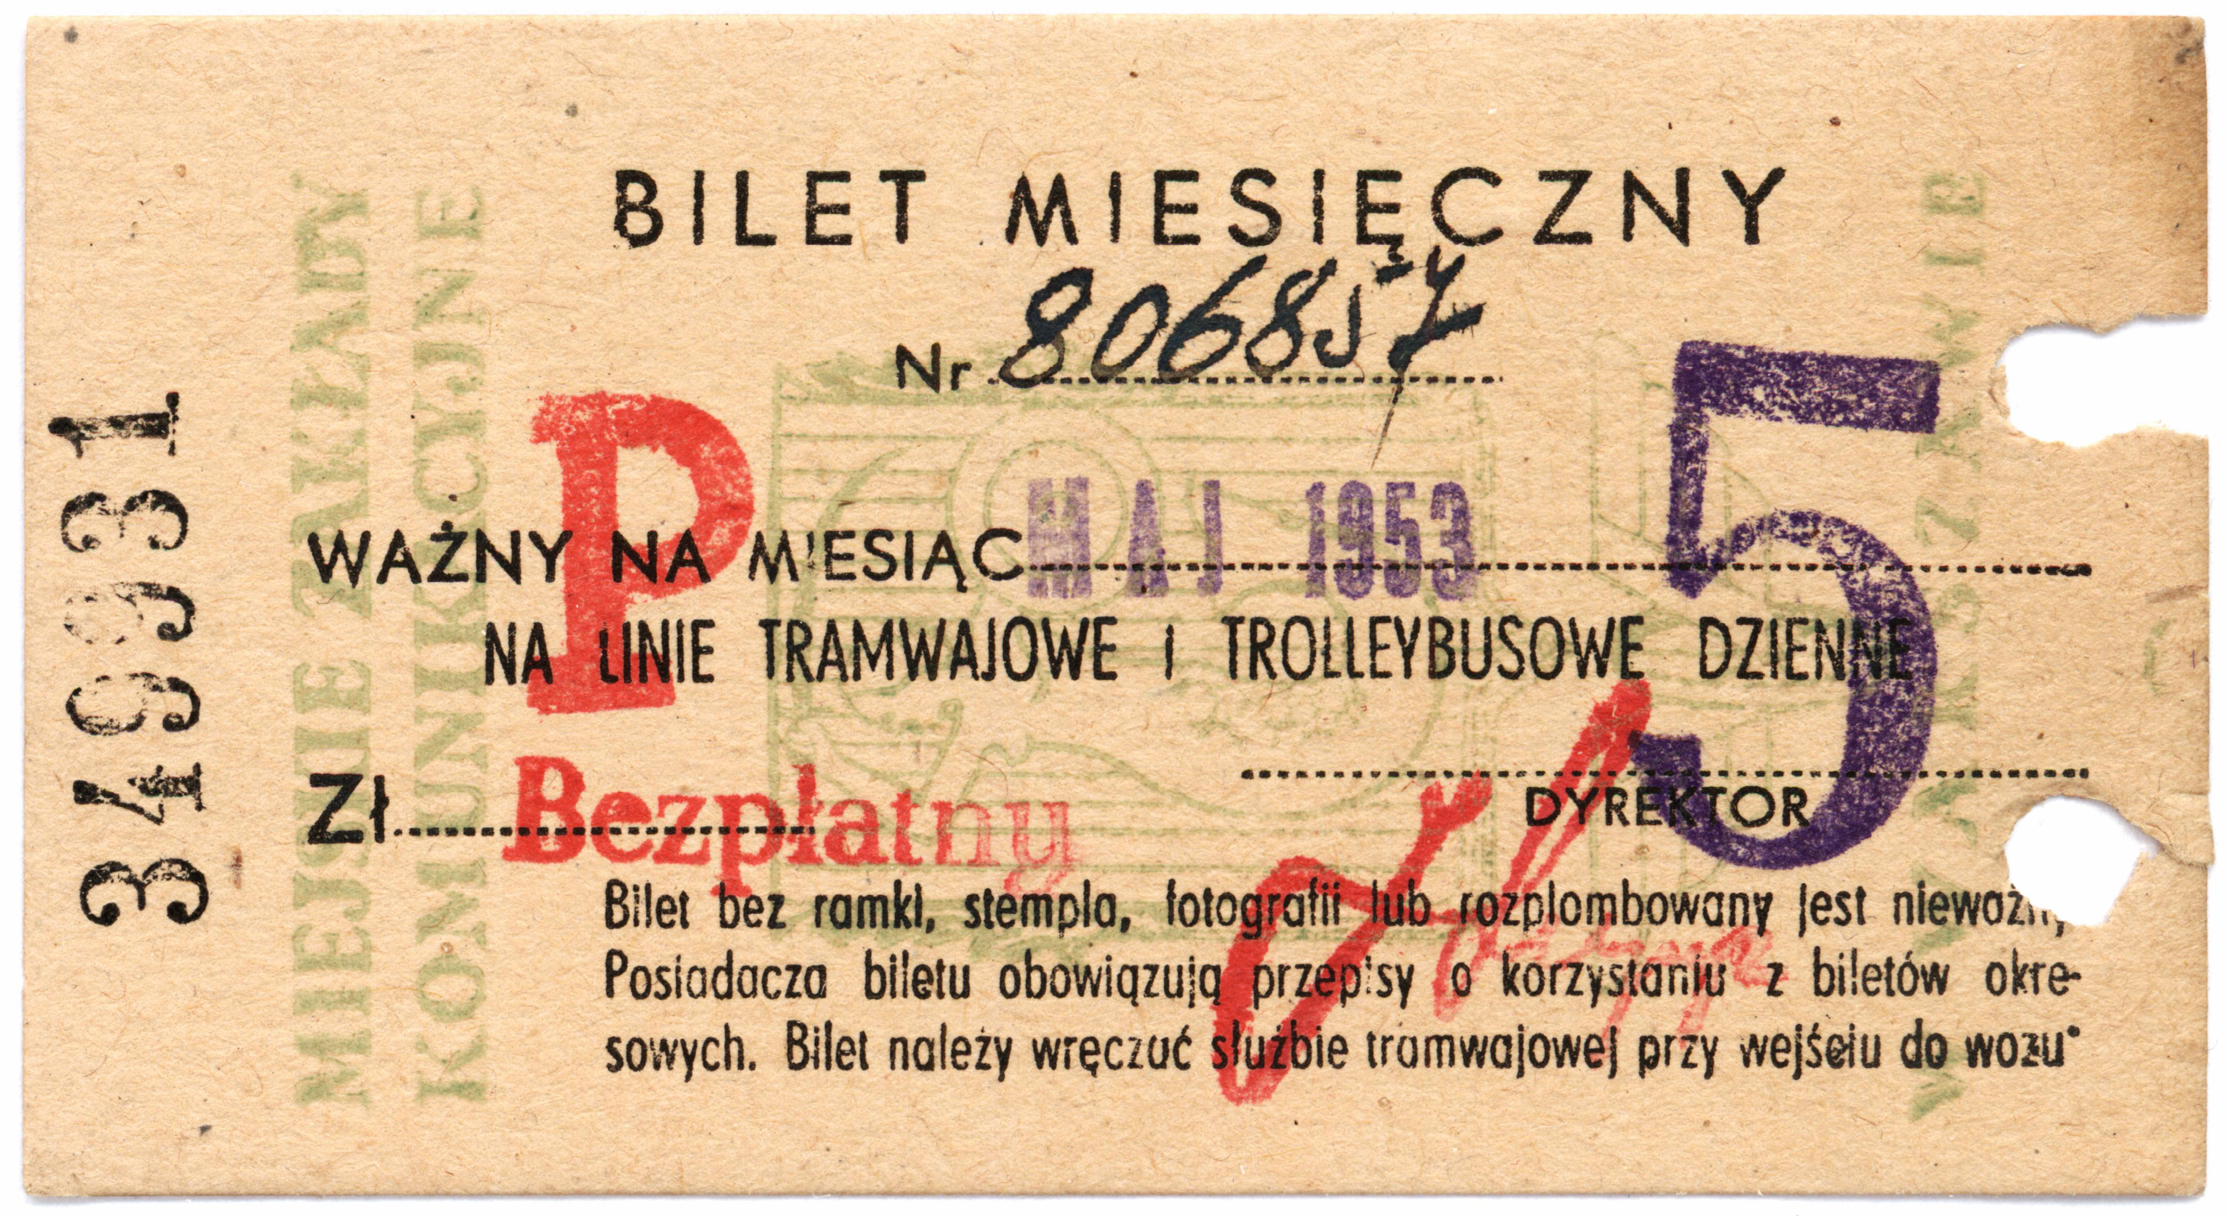 BILET MIESIĘCZNY
Nr 806857
P
5
WAŻNY NA MIESIĄC MAJ 1953
NA LINIE TRAMWAJOWE i TROLLEYBUSOWE DZIENNE
Zł Bezpłatny
DYREKTOR
Bilet bez ramki, stempla, fotografii lub rozplombowany jest nieważny
Posiadacza biletu obowiązują przepisy o korzystaniu z biletów okre-
sowych. Bilet należy wręczać służbie tramwajowej przy wejściu do wozu
349931
MIEJSKIE ZAKŁADY
KOMUNIKACYJNE
W WARSZAWIE